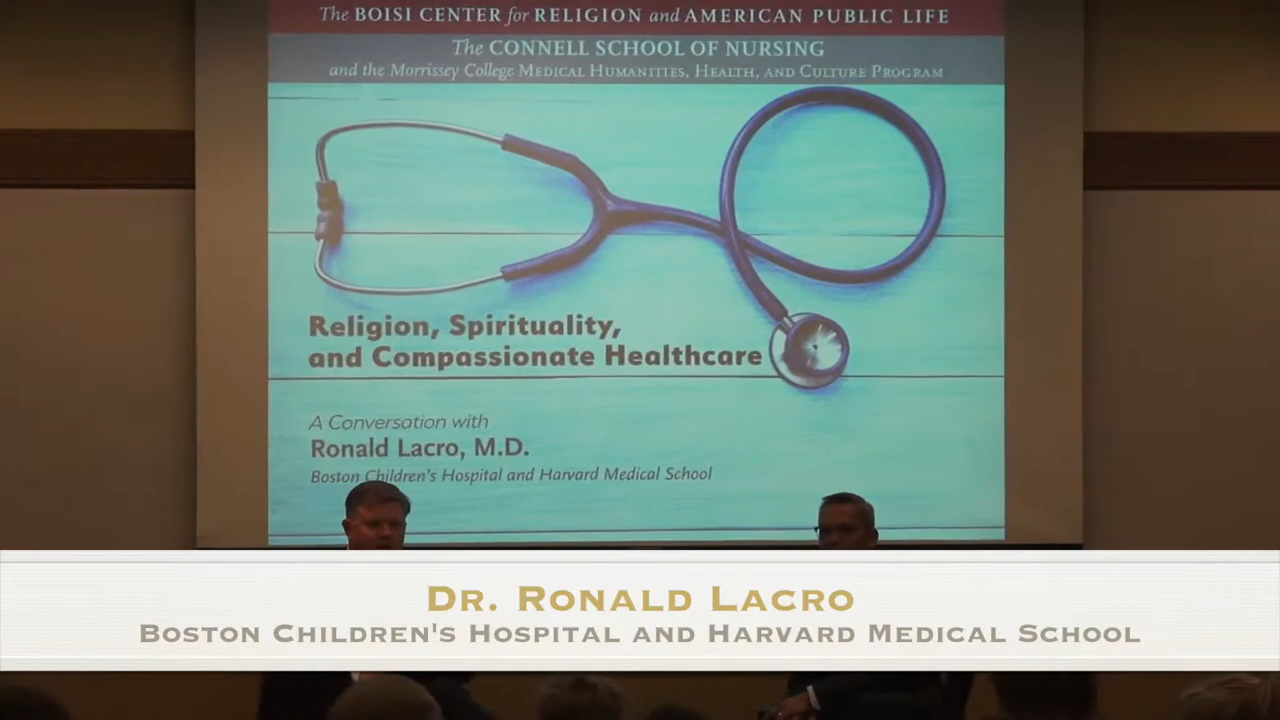 The BOISI CENTER for RELIGION and AMERICAN PUBLIC LIFE
The CONNELL SCHOOL OF NURSING
and the Morrissey College Medical Humanities, Health, and Culture Program
Religion, Spirituality,
and Compassionate Healthcare
A Conversation with
Ronald Lacro, M.D.
Boston Children's Hospital and Harvard Medical School
Dr. Ronald Lacro
Boston Children's Hospital and Harvard Medical School